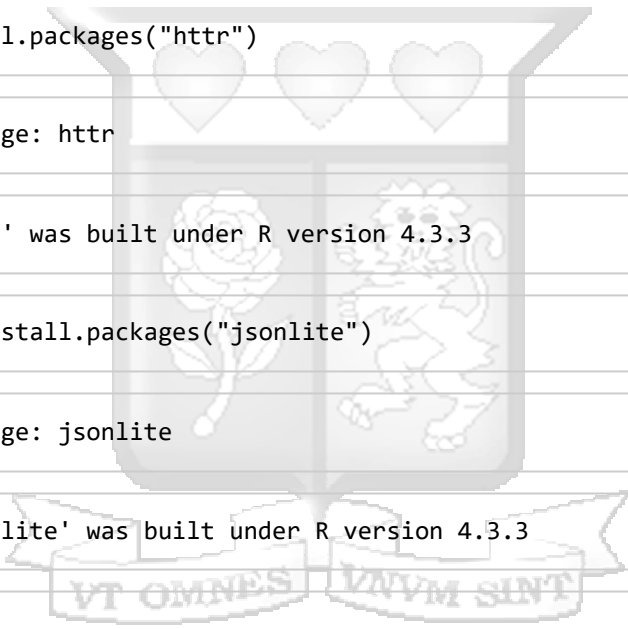 l.packages("httr")
ge: httr
' was built under R version 4.3.3
stall.packages("jsonlite")
ge: jsonlite
lite' was built under R version 4.3.3
VT OMNES VNVM SINT